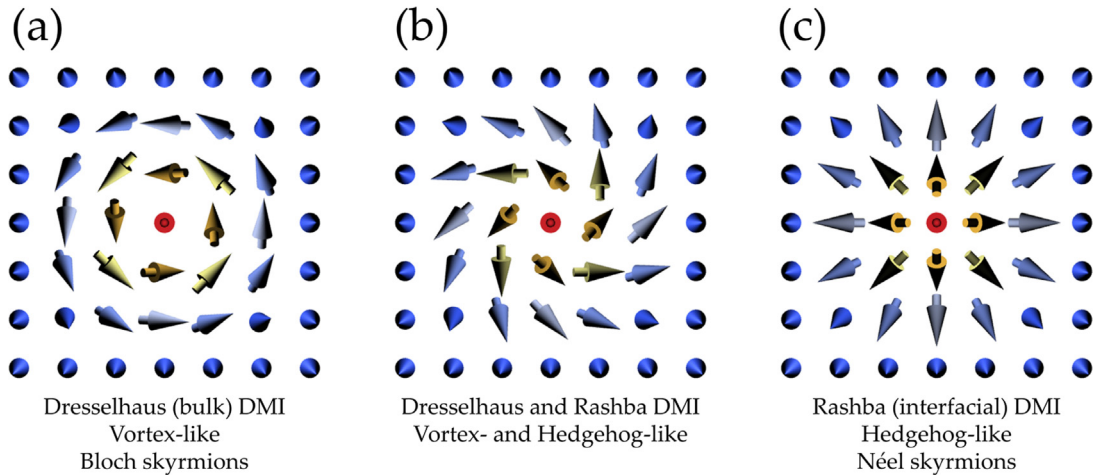 (a)
(b)
(c)
Dresselhaus (bulk) DMI
Vortex-like
Bloch skyrmions
Dresselhaus and Rashba DMI
Vortex- and Hedgehog-like
Rashba (interfacial) DMI
Hedgehog-like
Néel skyrmions